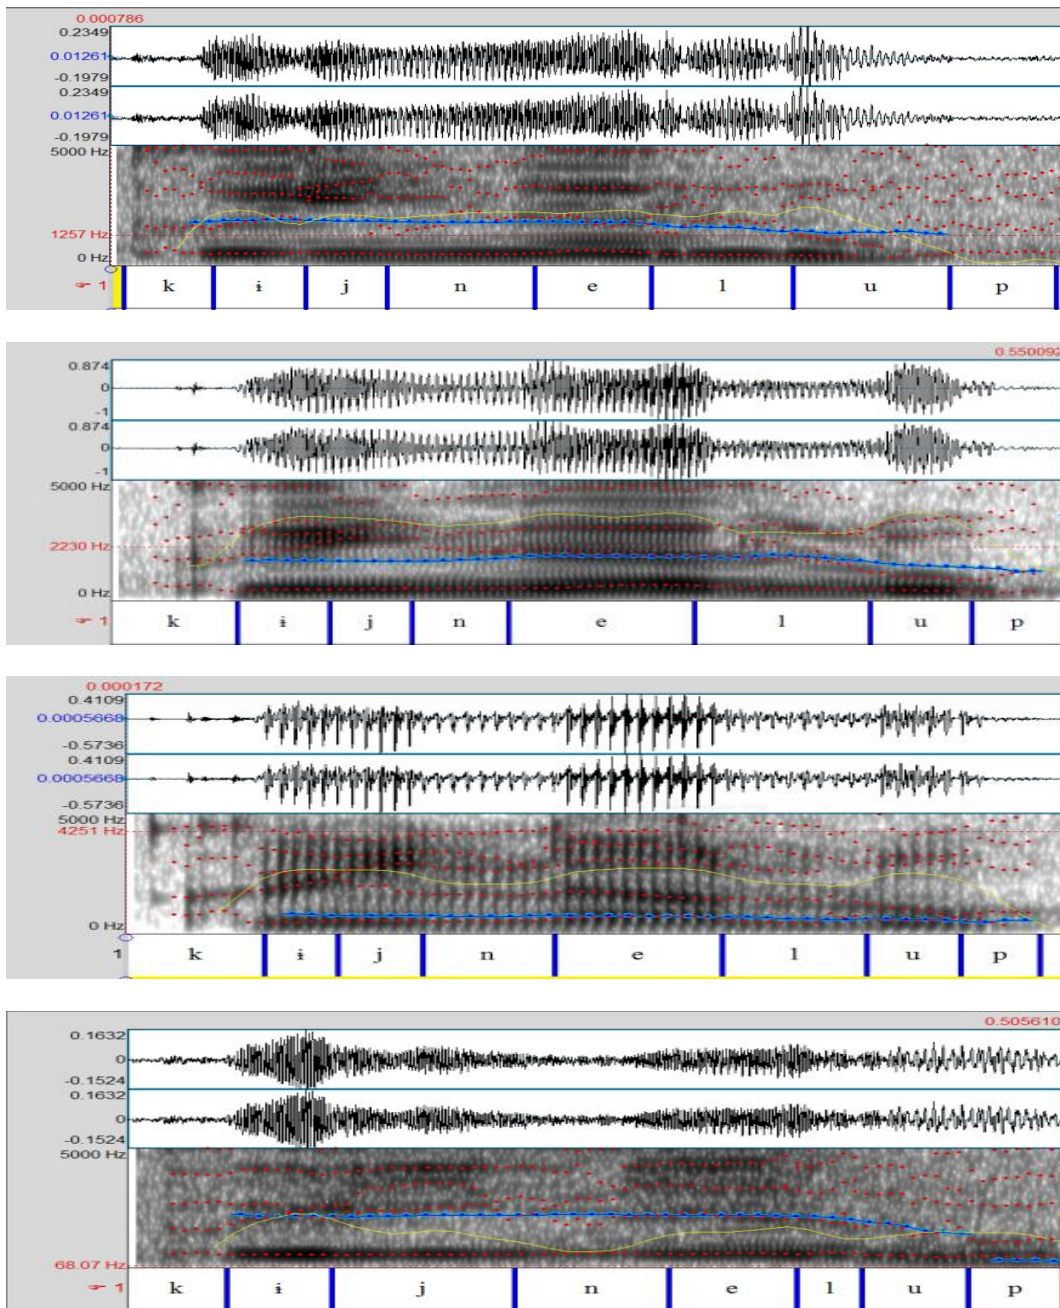 0.000786
0.2349
0.01261
-0.1979
0.2349
0.01261
-0.1979
5000 Hz
1257 Hz
0 Hz
1 k ɨ j n e l u p
0.550092
0.874
0
-1
0.874
0
-1
5000 Hz
2230 Hz
0 Hz
1 k ɨ j n e l u p
0.000172
0.4109
0.0005668
-0.5736
0.4109
0.0005668
-0.5736
5000 Hz
4251 Hz
0 Hz
1 k ɨ j n e l u p
0.505610
0.1632
0
-0.1524
0.1632
0
-0.1524
5000 Hz
68.07 Hz
1 k ɨ j n e l u p